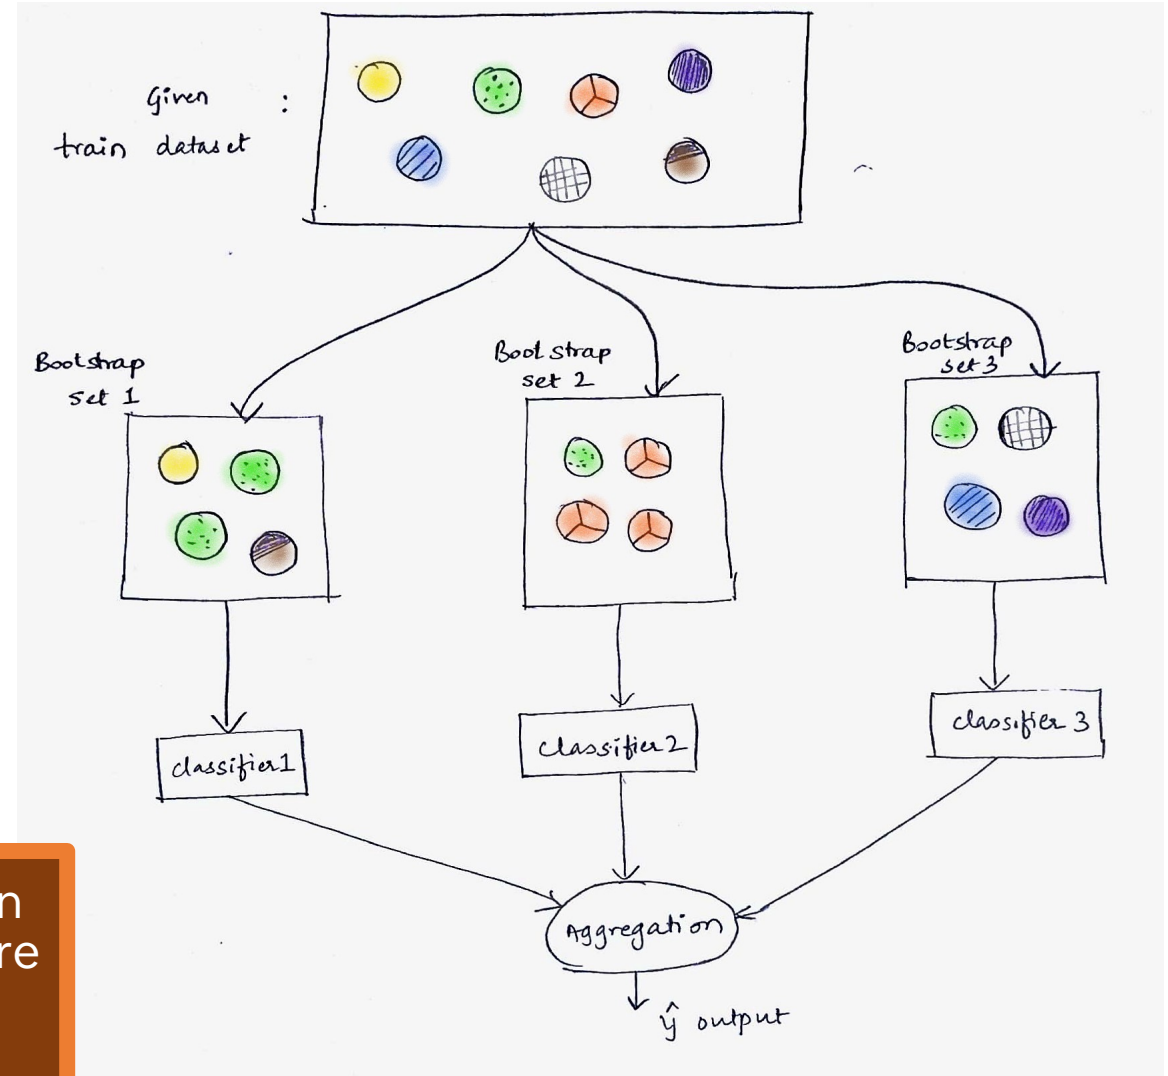 Given :
train dataset
Bootstrap
set 1
Bootstrap
set 2
Bootstrap
set 3
classifier1
classifier2
classifier 3
Aggregation
ŷ output
n
re